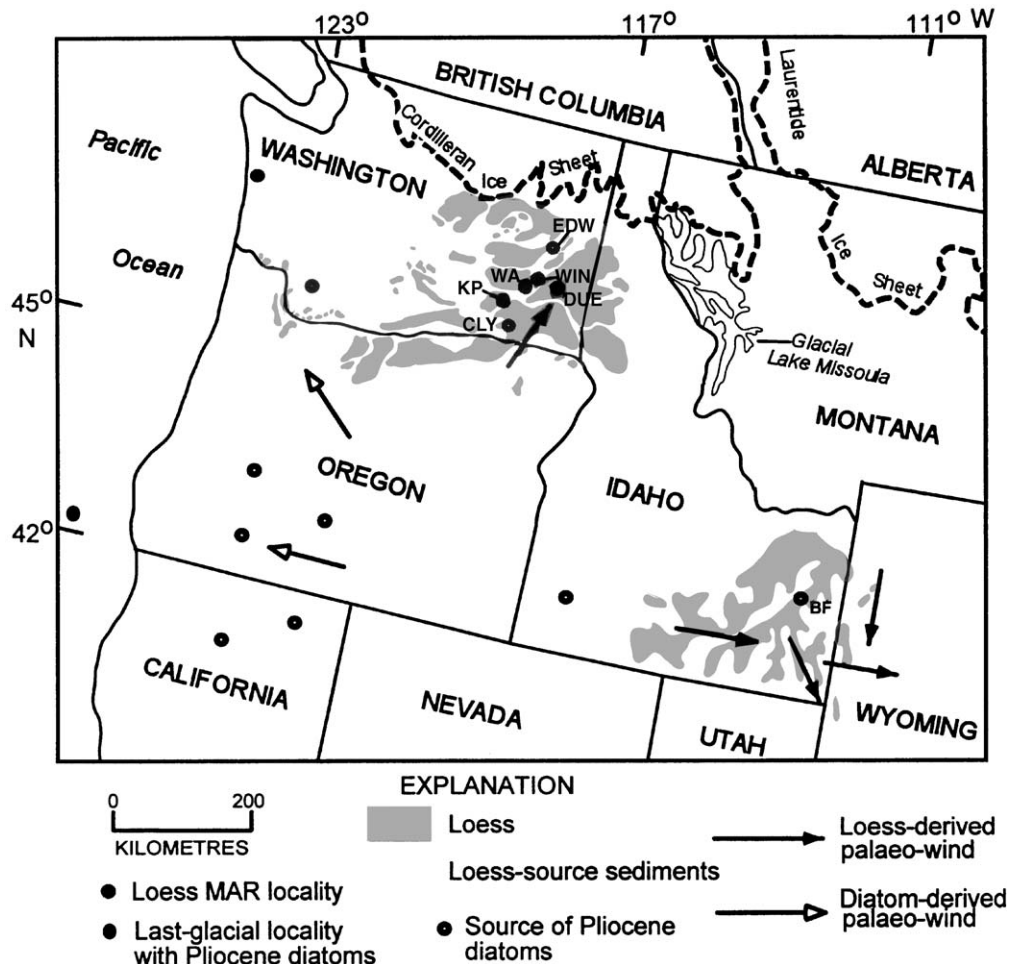 123° 117° 111° W
BRITISH COLUMBIA
Laurentide
Cordilleran
Pacific
WASHINGTON
Ice
Sheet
ALBERTA
EDW
Ocean
Ice
WA WIN
Sheet
KP
DUE
45°
N
CLY
Glacial
Lake Missoula
MONTANA
OREGON
IDAHO
42°
BF
CALIFORNIA
NEVADA
UTAH
WYOMING
EXPLANATION
0 200
KILOMETRES
Loess
Loess-source sediments
Loess-derived
palaeo-wind
Loess MAR locality
Last-glacial locality
with Pliocene diatoms
Source of Pliocene
diatoms
Diatom-derived
palaeo-wind